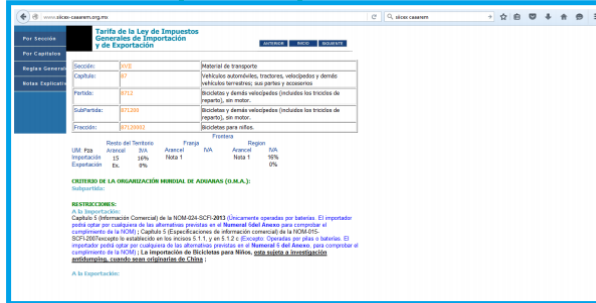 www.siicex-caaarem.org.mx
siicex caaarem
Tarifa de la Ley de Impuestos
Generales de Importación
y de Exportación
ANTERIOR INICIO SIGUIENTE
Por Sección
Por Capítulos
Reglas General
Notas Explicativ
Sección: XVII Material de transporte
Capítulo: 87 Vehículos automóviles, tractores, velocípedos y demás
vehículos terrestres; sus partes y accesorios
Partida: 8712 Bicicletas y demás velocípedos (incluidos los triciclos de
reparto), sin motor.
SubPartida: 871200 Bicicletas y demás velocípedos (incluidos los triciclos de
reparto), sin motor.
Fracción: 87120002 Bicicletas para niños.
Frontera
Resto del Territorio Franja Region
UM: Pza Arancel IVA Arancel IVA Arancel IVA
Importación 15 16% Nota 1 Nota 1 16%
Exportación Ex. 0% 0%
CRITERIO DE LA ORGANIZACIÓN MUNDIAL DE ADUANAS (O.M.A.):
Subpartida:
RESTRICCIONES:
A la Importación:
Capítulo 5 (Información Comercial) de la NOM-024-SCFI-2013 (Únicamente operadas por baterías. El importador
podrá optar por cualquiera de las alternativas previstas en el Numeral 6del Anexo para comprobar el
cumplimiento de la NOM) ; Capítulo 5 (Especificaciones de información comercial) de la NOM-015-
SCFI-2007excepto lo establecido en los incisos 5.1.1, y en 5.1.2 c (Excepto: Operadas por pilas o baterías. El
importador podrá optar por cualquiera de las alternativas previstas en el Numeral 6 del Anexo, para comprobar el
cumplimiento de la NOM) ; La importación de Bicicletas para Niños, esta sujeta a investigación
antidumping, cuando sean originarias de China ;
A la Exportación: